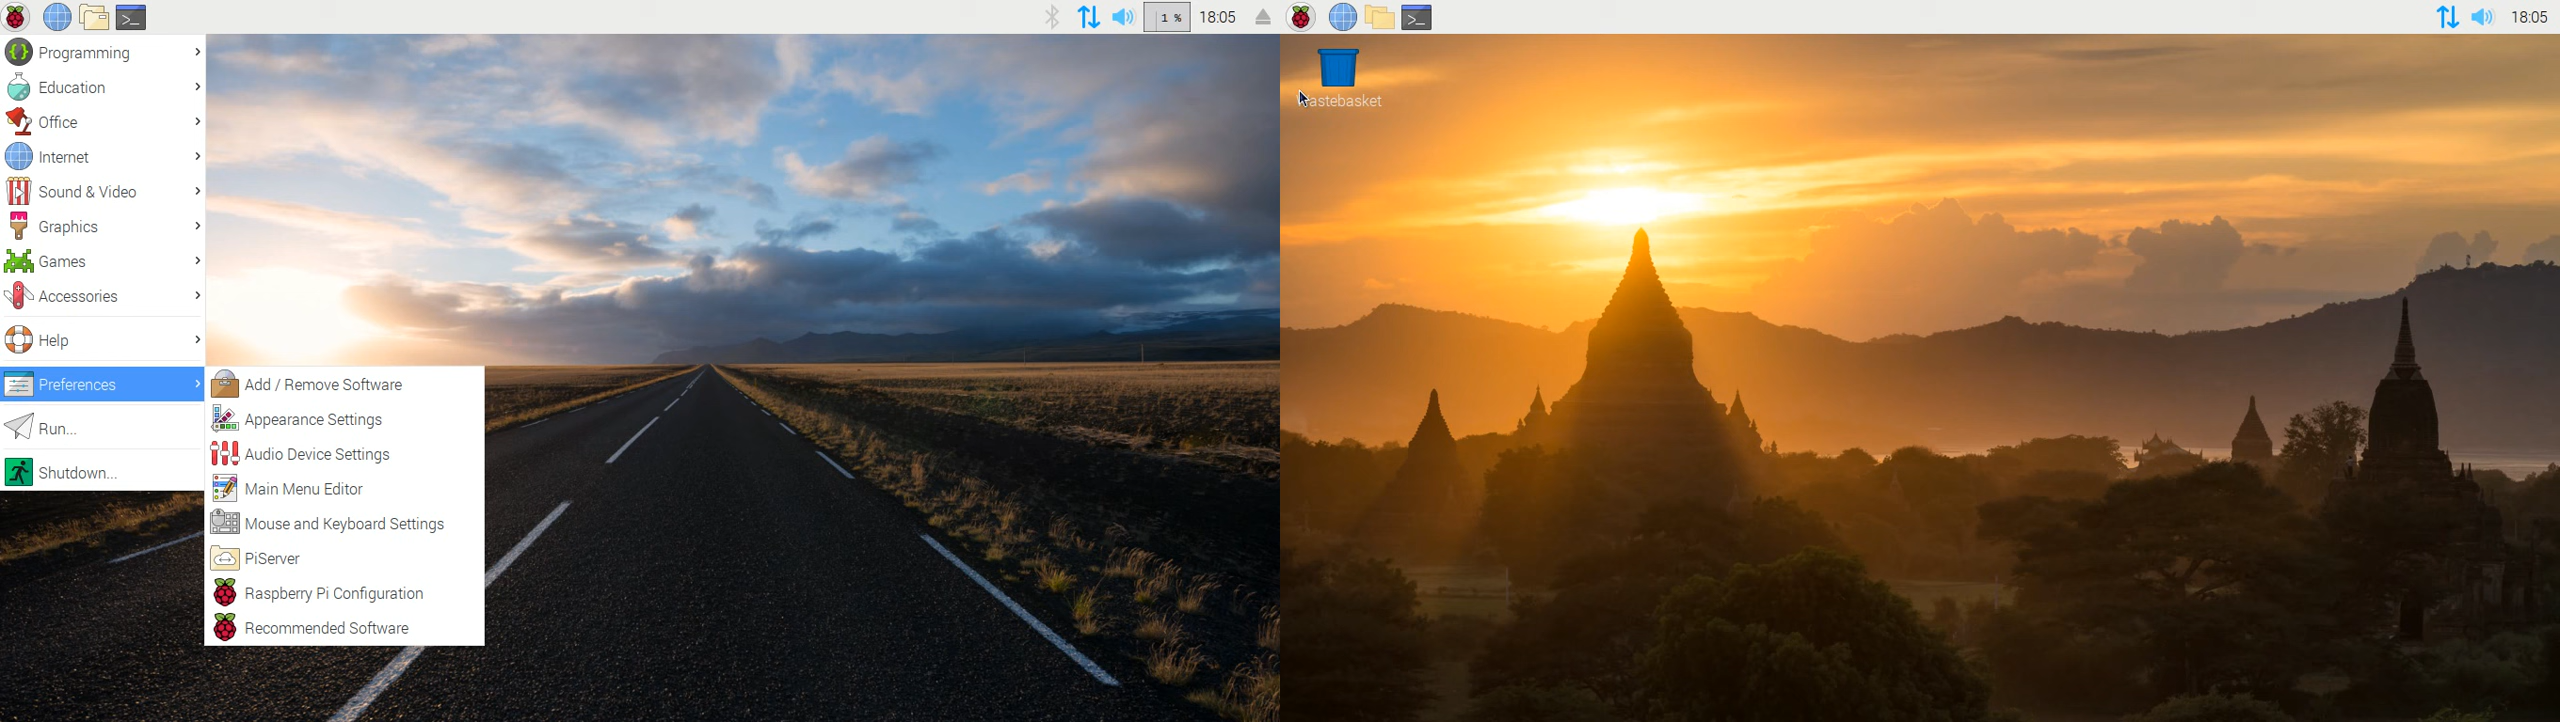 1 %
18:05
18:05
Programming
Education
Office
Internet
Sound & Video
Graphics
Games
Accessories
Help
Preferences
Run...
Shutdown...
Add / Remove Software
Appearance Settings
Audio Device Settings
Main Menu Editor
Mouse and Keyboard Settings
PiServer
Raspberry Pi Configuration
Recommended Software
Wastebasket